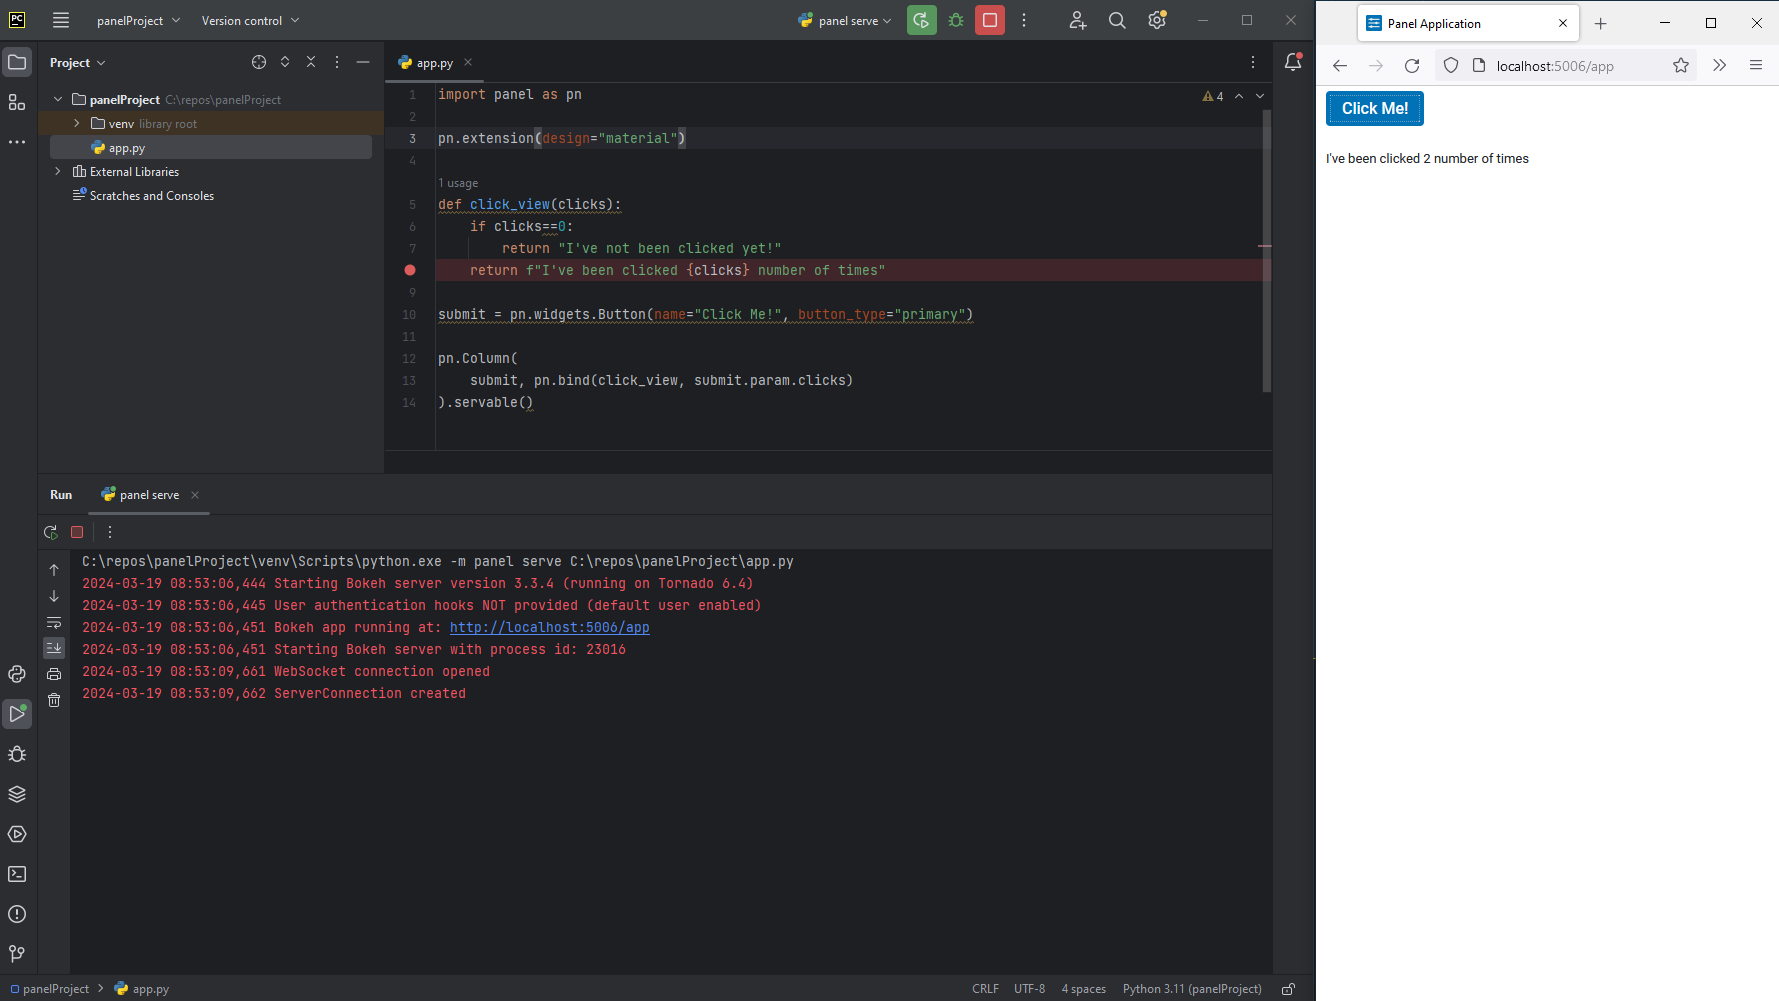 PC
panelProject
Version control
panel serve
Project
app.py
panelProject C:\repos\panelProject
venv library root
app.py
External Libraries
Scratches and Consoles
4
1 import panel as pn
2
3 pn.extension(design="material")
4
1 usage
5 def click_view(clicks):
6 if clicks==0:
7 return "I've not been clicked yet!"
return f"I've been clicked {clicks} number of times"
9
10 submit = pn.widgets.Button(name="Click Me!", button_type="primary")
11
12 pn.Column(
13 submit, pn.bind(click_view, submit.param.clicks)
14 ).servable()
Run
panel serve
C:\repos\panelProject\venv\Scripts\python.exe -m panel serve C:\repos\panelProject\app.py
2024-03-19 08:53:06,444 Starting Bokeh server version 3.3.4 (running on Tornado 6.4)
2024-03-19 08:53:06,445 User authentication hooks NOT provided (default user enabled)
2024-03-19 08:53:06,451 Bokeh app running at: http://localhost:5006/app
2024-03-19 08:53:06,451 Starting Bokeh server with process id: 23016
2024-03-19 08:53:09,661 WebSocket connection opened
2024-03-19 08:53:09,662 ServerConnection created
panelProject
app.py
CRLF
UTF-8
4 spaces
Python 3.11 (panelProject)
Panel Application
localhost:5006/app
Click Me!
I've been clicked 2 number of times